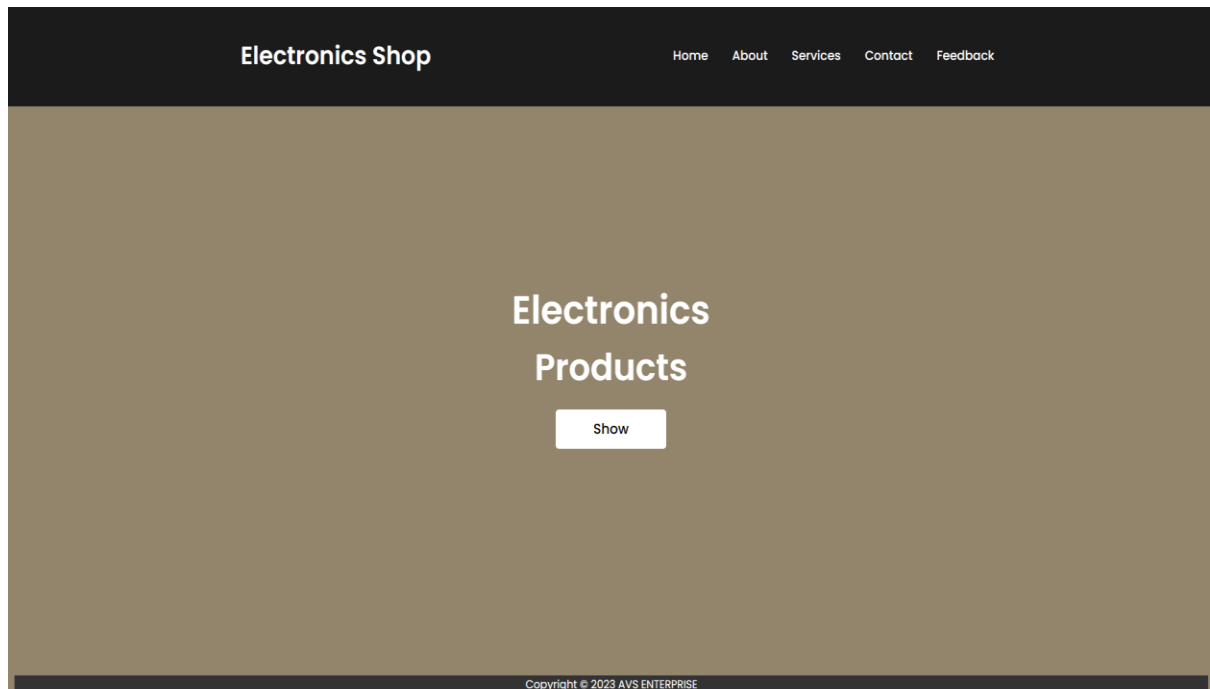 Electronics Shop
Home About Services Contact Feedback
Electronics
Products
Show
Copyright © 2023 AVS ENTERPRISE